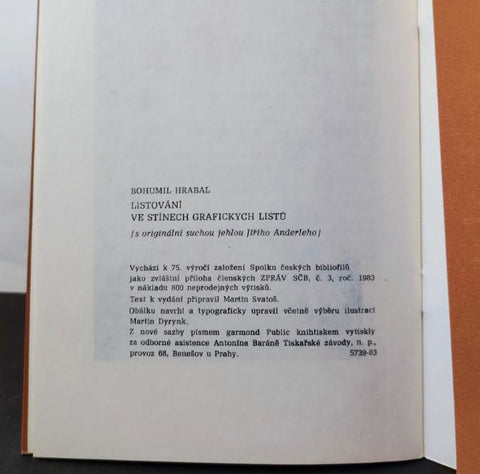 BOHUMIL HRABAL
LISTOVÁNÍ
VE STÍNECH GRAFICKÝCH LISTŮ
(s originální suchou jehlou Jiřího Anderleho)
Vychází k 75. výročí založení Spolku českých bibliofilů
jako zvláštní příloha členských ZPRÁV SČB, č. 3, roč. 1983
v nákladu 800 neprodejných výtisků.
Text k vydání připravil Martin Svatoš.
Obálku navrhl a typograficky upravil včetně výběru ilustrací
Martin Dyrynk.
Z nové sazby písmem garmond Public knihtiskem vytiskly
za odborné asistence Antonína Baráně Tiskařské závody, n. p.,
provoz 68, Benešov u Prahy. 5739-83